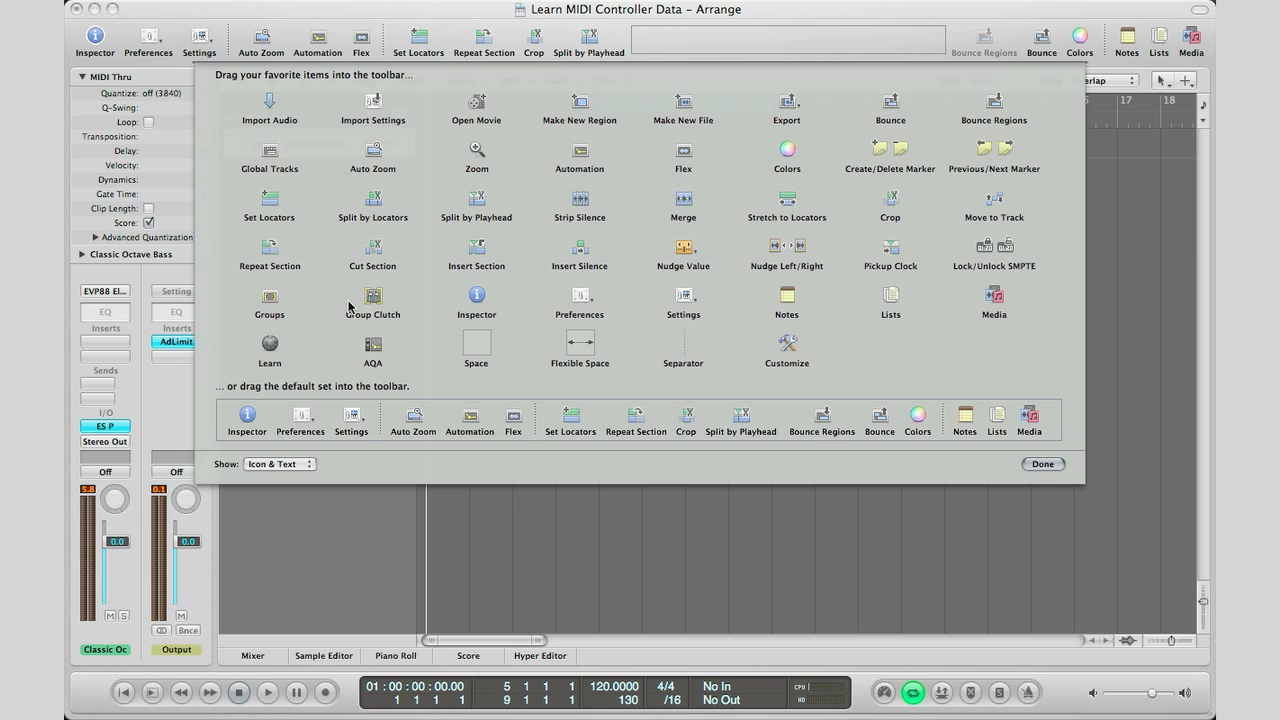 Learn MIDI Controller Data – Arrange
Inspector Preferences Settings Auto Zoom Automation Flex Set Locators Repeat Section Crop Split by Playhead Bounce Regions Bounce Colors Notes Lists Media
MIDI Thru
Quantize: off (3840)
Q-Swing:
Loop:
Transposition:
Delay:
Velocity:
Dynamics:
Gate Time:
Clip Length:
Score:
Advanced Quantization
Classic Octave Bass
EVP88 El... Setting
EQ EQ
Inserts Inserts
AdLimit
Sends
I/O
ES P
Stereo Out
Off Off
5.8 0.1
0.0 0.0
M S M
Bnce
Classic Oc Output
Drag your favorite items into the toolbar...
Import Audio Import Settings Open Movie Make New Region Make New File Export Bounce Bounce Regions
Global Tracks Auto Zoom Zoom Automation Flex Colors Create/Delete Marker Previous/Next Marker
Set Locators Split by Locators Split by Playhead Strip Silence Merge Stretch to Locators Crop Move to Track
Repeat Section Cut Section Insert Section Insert Silence Nudge Value Nudge Left/Right Pickup Clock Lock/Unlock SMPTE
Groups Group Clutch Inspector Preferences Settings Notes Lists Media
Learn AQA Space Flexible Space Separator Customize
... or drag the default set into the toolbar.
Inspector Preferences Settings Auto Zoom Automation Flex Set Locators Repeat Section Crop Split by Playhead Bounce Regions Bounce Colors Notes Lists Media
Show: Icon & Text Done
erlap
6 17 18
Mixer Sample Editor Piano Roll Score Hyper Editor
01 : 00 : 00 : 00.00 5 1 1 1 120.0000 4/4 No In CPU
1 1 1 1 9 1 1 1 130 /16 No Out HD